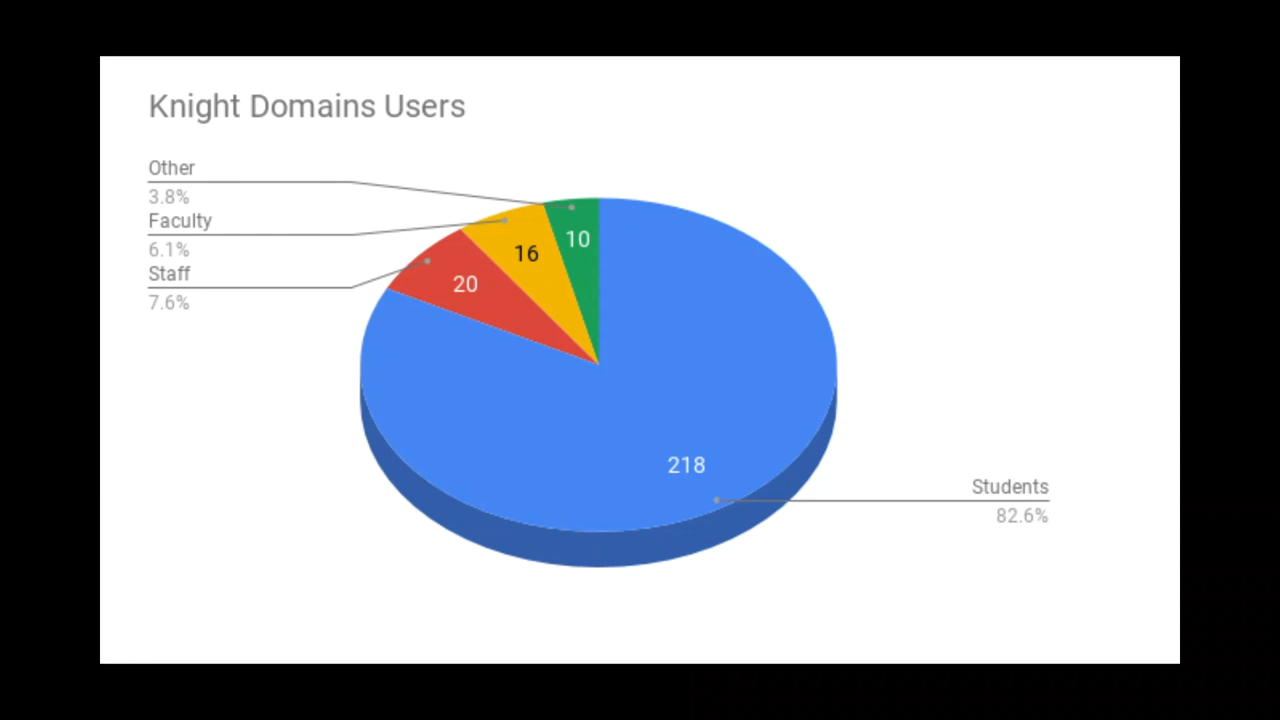 Knight Domains Users
Other
3.8%
Faculty
6.1%
Staff
7.6%
10
16
20
218
Students
82.6%